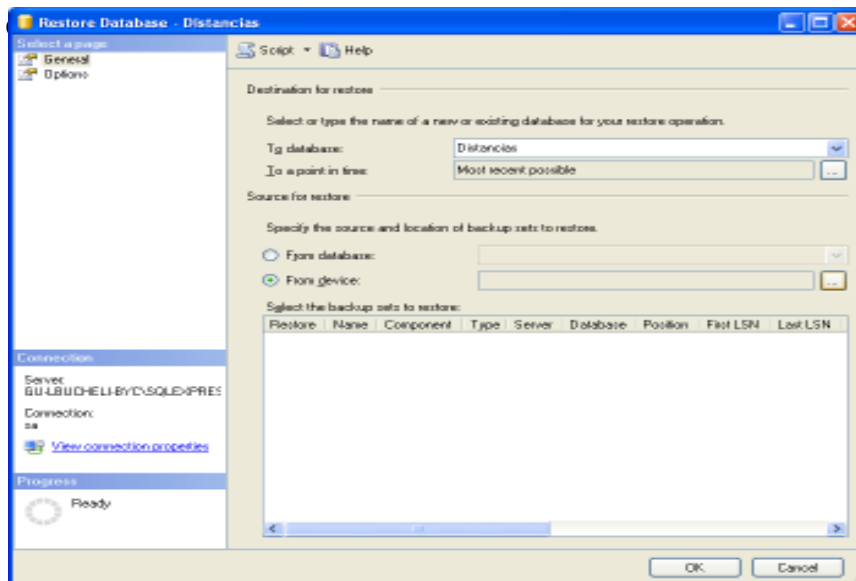 Restore Database - Distancias
Select a page
General
Options
Script Help
Destination for restore
Select or type the name of a new or existing database for your restore operation.
To database: Distancias
To a point in time: Most recent possible
...
Source for restore
Specify the source and location of backup sets to restore.
From database:
From device:
...
Select the backup sets to restore:
Restore Name Component Type Server Database Position First LSN Last LSN
Connection
Server:
GU-LBUCHELI-BYC\SQLEXPRES
Connection:
sa
View connection properties
Progress
Ready
OK Cancel